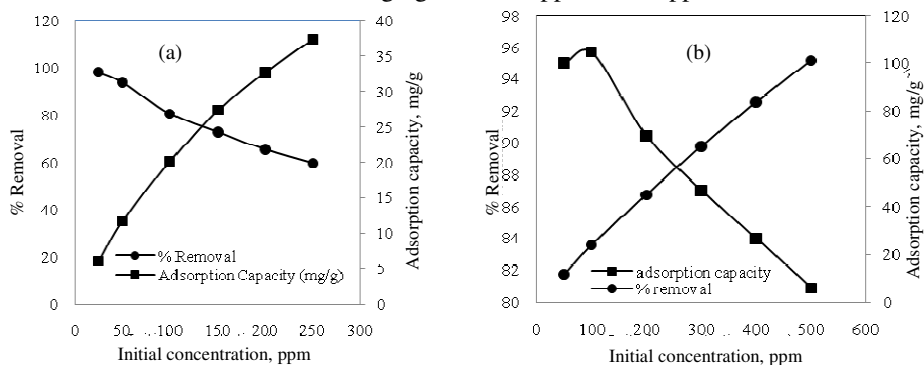 120
100
80
60
40
20
0
40
35
30
25
20
15
10
5
0
0 50 100 150 200 250 300
% Removal
Adsorption capacity, mg/g
(a)
% Removal
Adsorption Capacity (mg/g)
Initial concentration, ppm
98
96
94
92
90
88
86
84
82
80
120
100
80
60
40
20
0
0 100 200 300 400 500 600
% Removal
Adsorption capacity, mg/g
(b)
adsorption capacity
% removal
Initial concentration, ppm